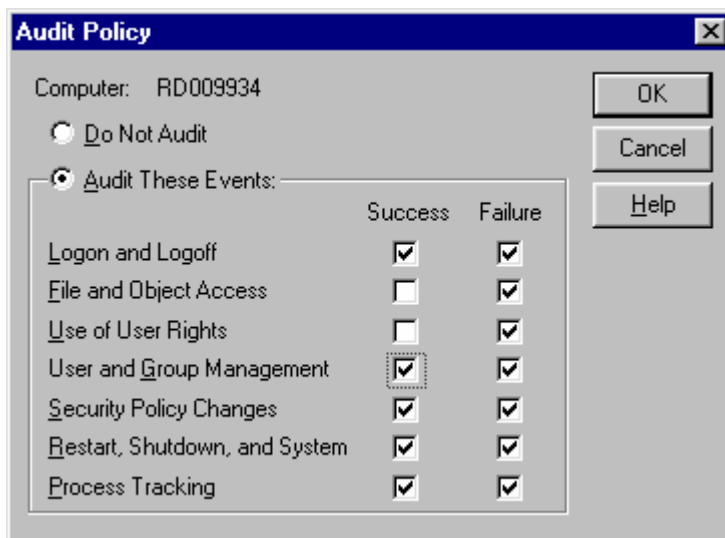 Audit Policy
Computer: RD009934
OK
Do Not Audit
Cancel
Audit These Events:
Help
Success Failure
Logon and Logoff
File and Object Access
Use of User Rights
User and Group Management
Security Policy Changes
Restart, Shutdown, and System
Process Tracking